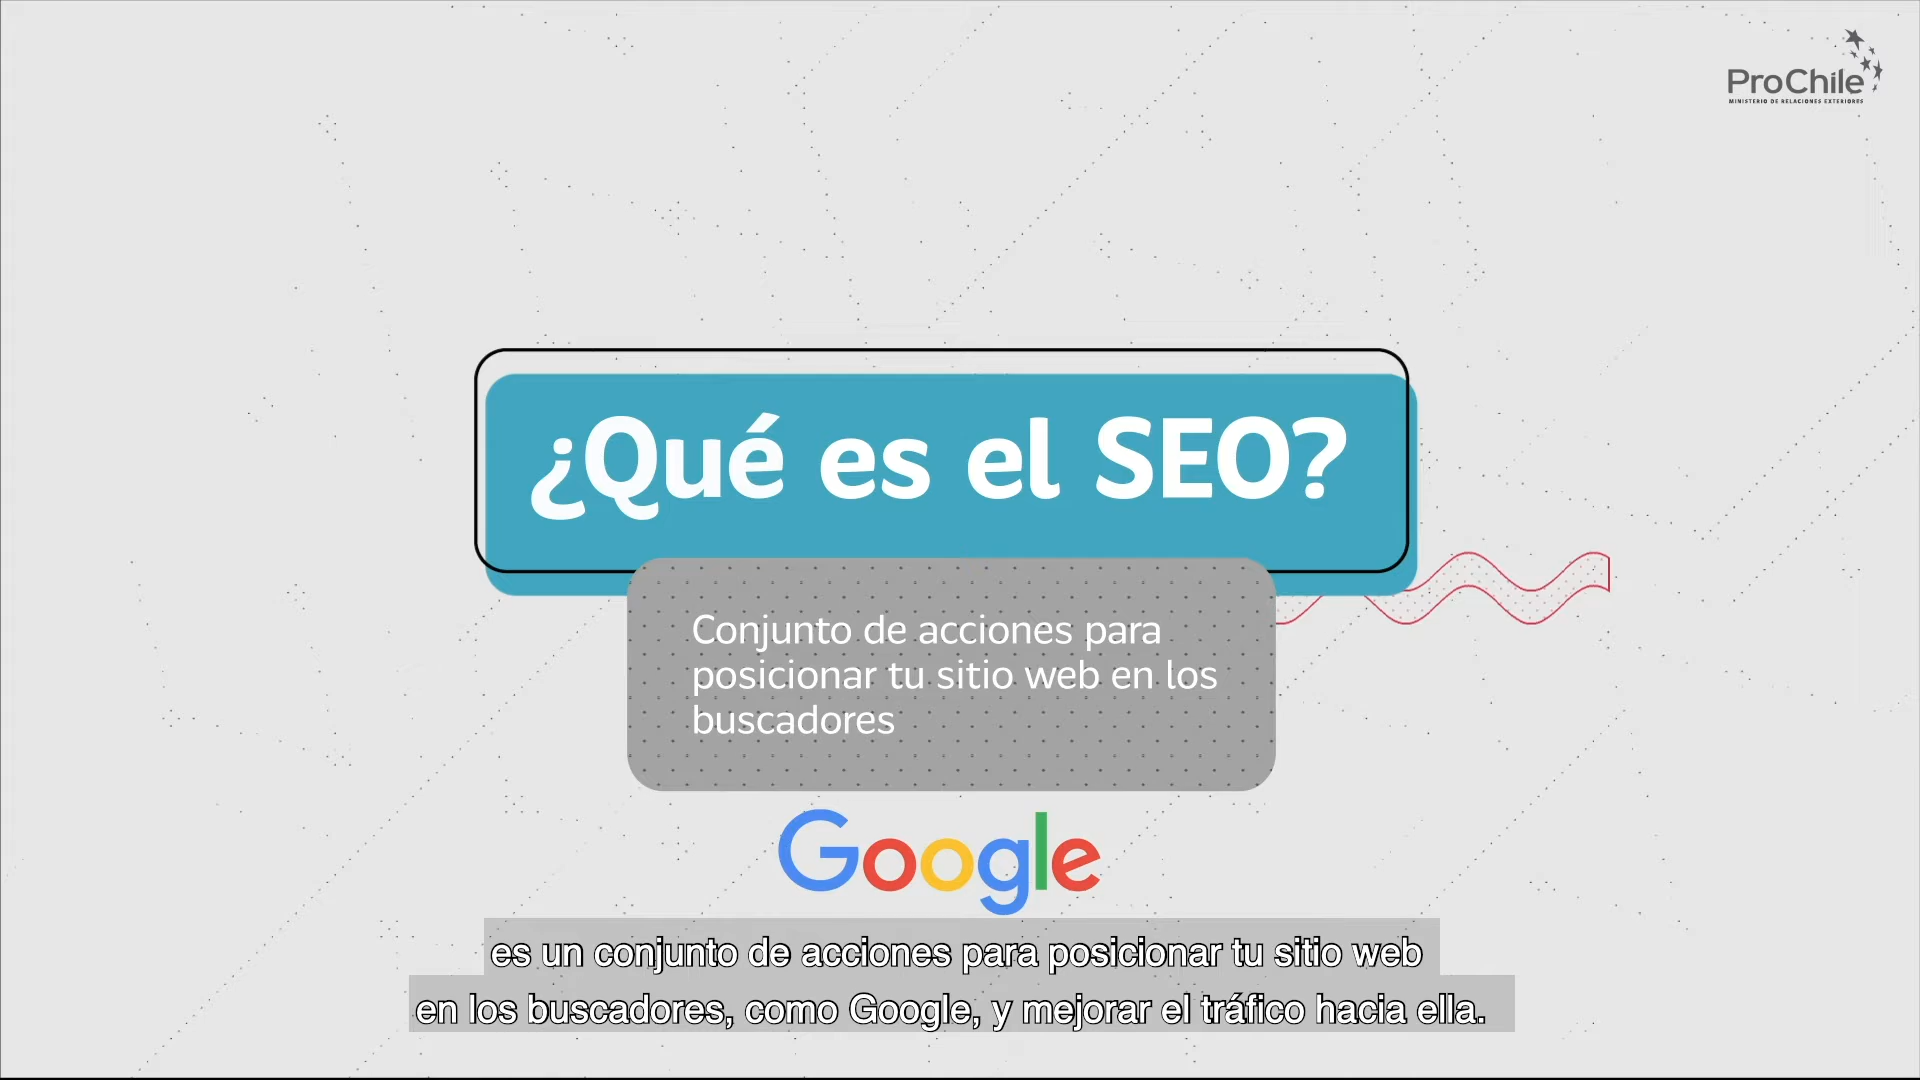 ProChile
MINISTERIO DE RELACIONES EXTERIORES
¿Qué es el SEO?
Conjunto de acciones para
posicionar tu sitio web en los
buscadores
Google
es un conjunto de acciones para posicionar tu sitio web
en los buscadores, como Google, y mejorar el tráfico hacia ella.